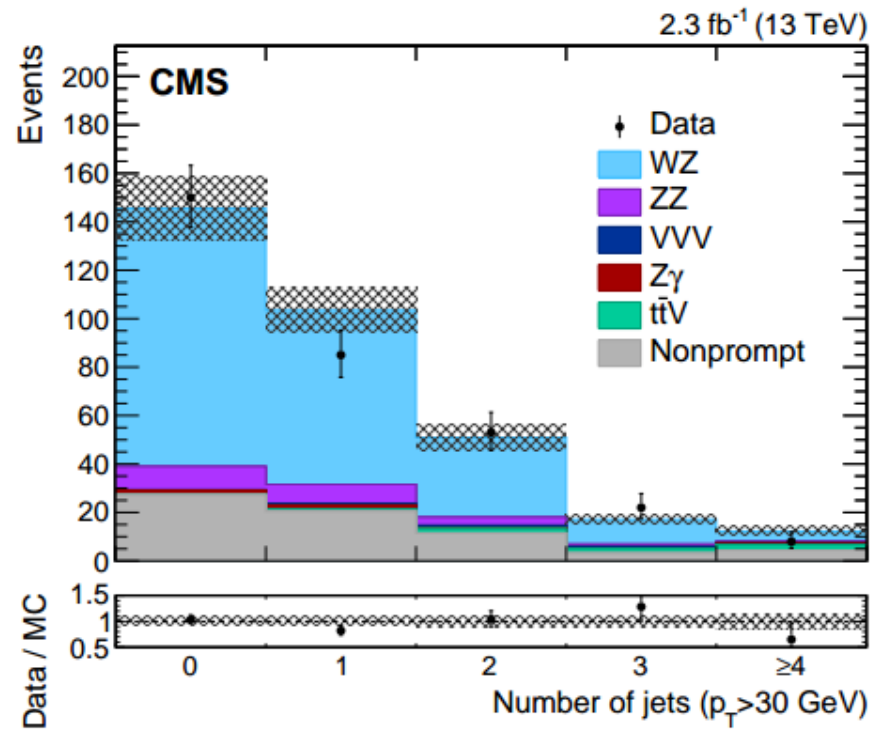 2.3 fb⁻¹ (13 TeV)
CMS
Events
200
180
160
140
120
100
80
60
40
20
0
Data
WZ
ZZ
VVV
Zγ
tt̄V
Nonprompt
Data / MC
1.5
1
0.5
0 1 2 3 ≥4
Number of jets (p_T>30 GeV)